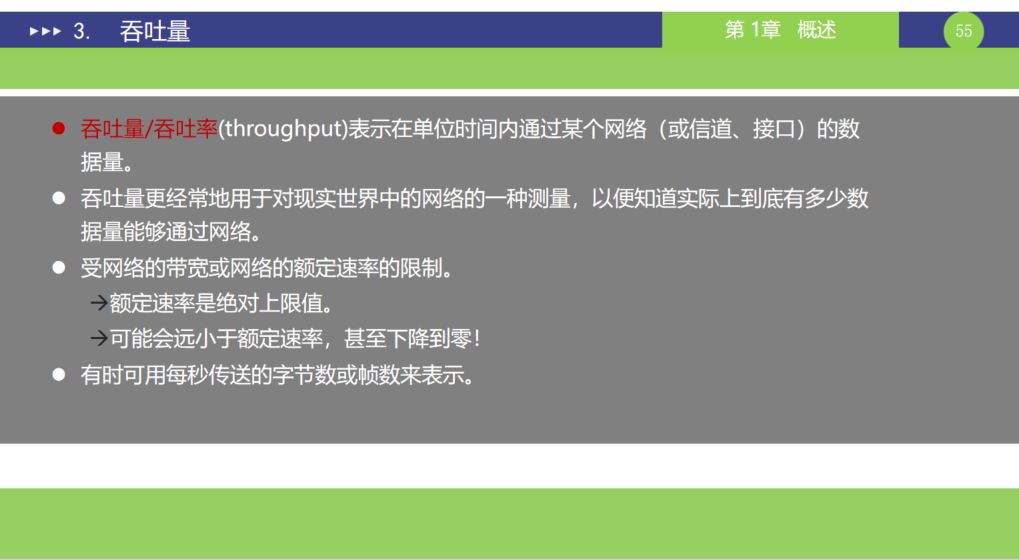 ▸▸▸ 3. 吞吐量
第 1章 概述
55
● 吞吐量/吞吐率(throughput)表示在单位时间内通过某个网络（或信道、接口）的数
据量。
● 吞吐量更经常地用于对现实世界中的网络的一种测量，以便知道实际上到底有多少数
据量能够通过网络。
● 受网络的带宽或网络的额定速率的限制。
→额定速率是绝对上限值。
→可能会远小于额定速率，甚至下降到零！
● 有时可用每秒传送的字节数或帧数来表示。